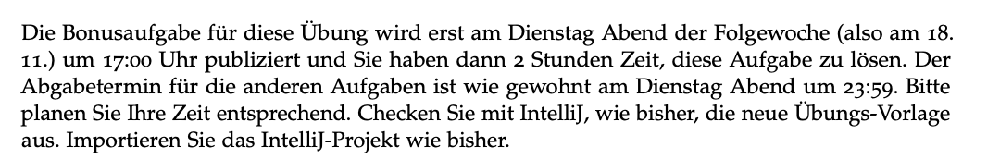 Die Bonusaufgabe für diese Übung wird erst am Dienstag Abend der Folgewoche (also am 18.
11.) um 17:00 Uhr publiziert und Sie haben dann 2 Stunden Zeit, diese Aufgabe zu lösen. Der
Abgabetermin für die anderen Aufgaben ist wie gewohnt am Dienstag Abend um 23:59. Bitte
planen Sie Ihre Zeit entsprechend. Checken Sie mit IntelliJ, wie bisher, die neue Übungs-Vorlage
aus. Importieren Sie das IntelliJ-Projekt wie bisher.